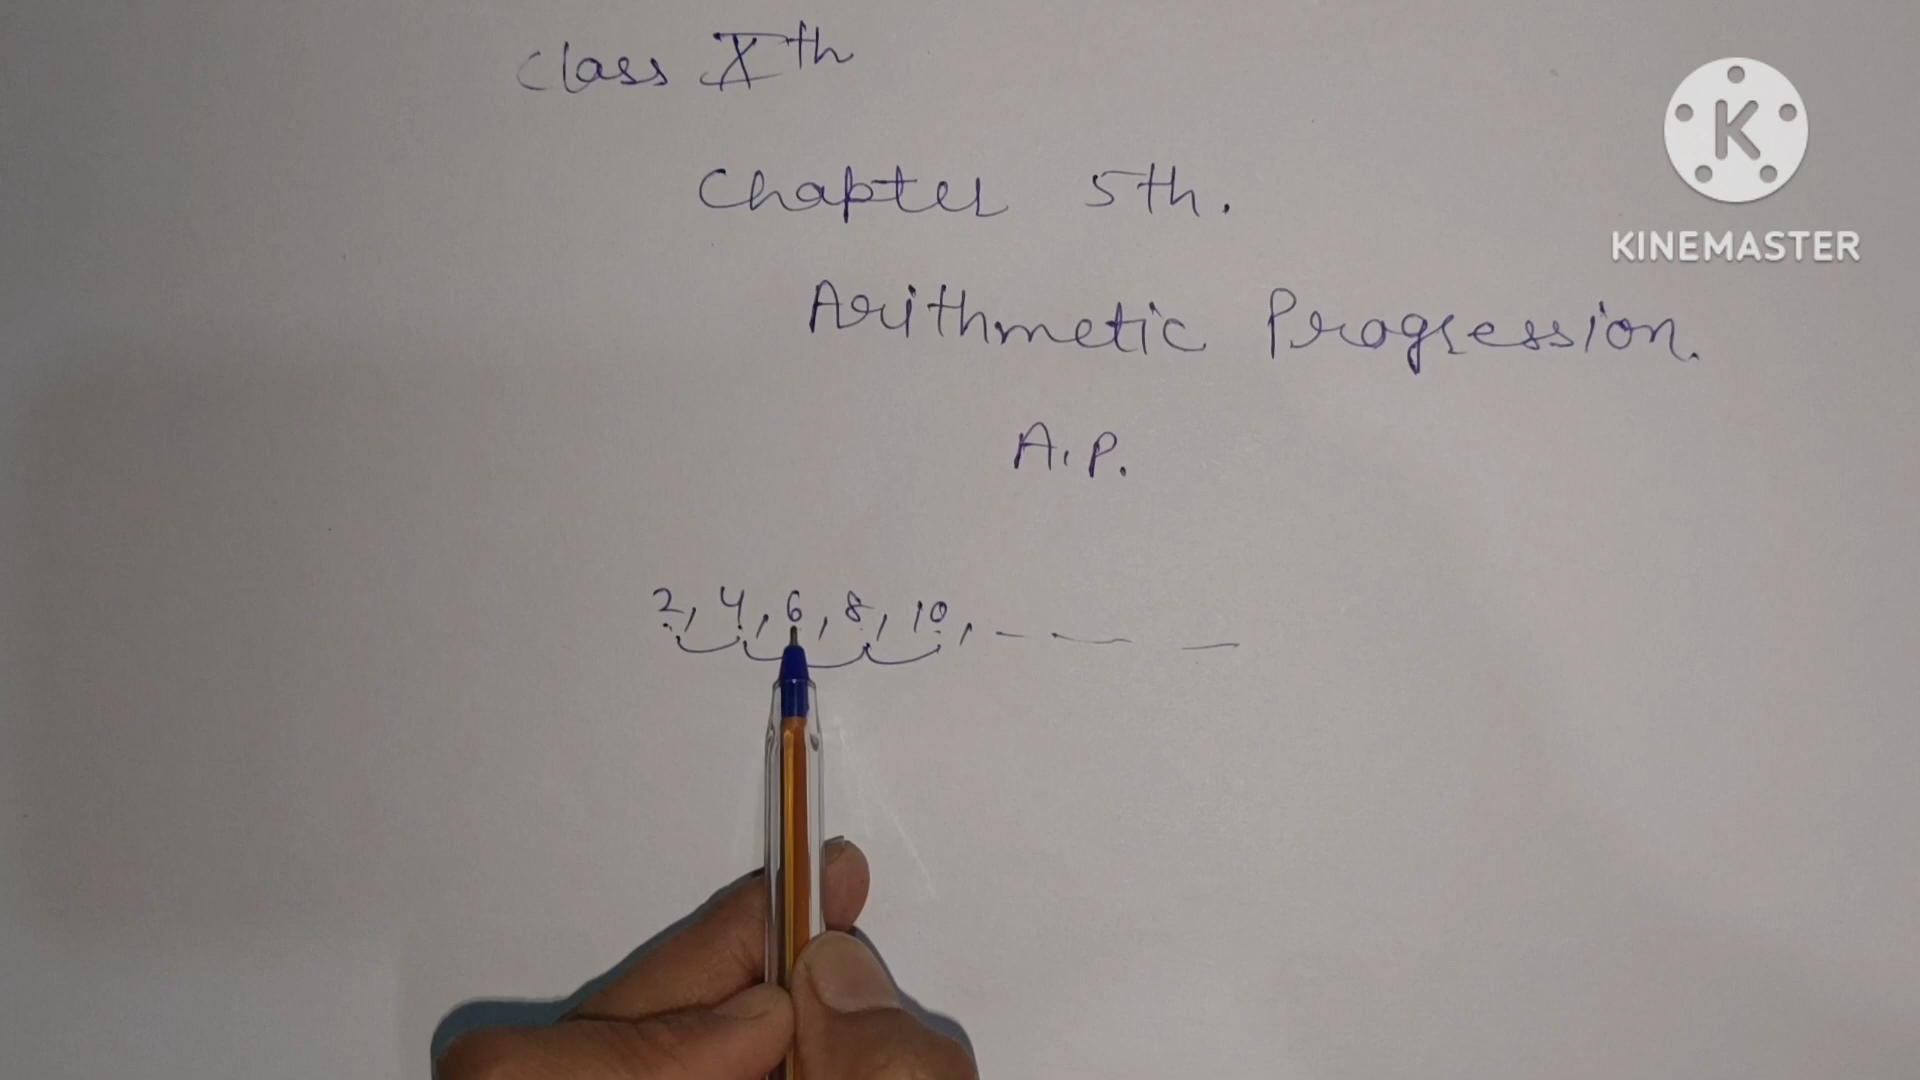 Class Xth
K
KINEMASTER
Chapter 5th.
Arithmetic Progression.
A.P.
2, 4, 6, 8, 10, - — —